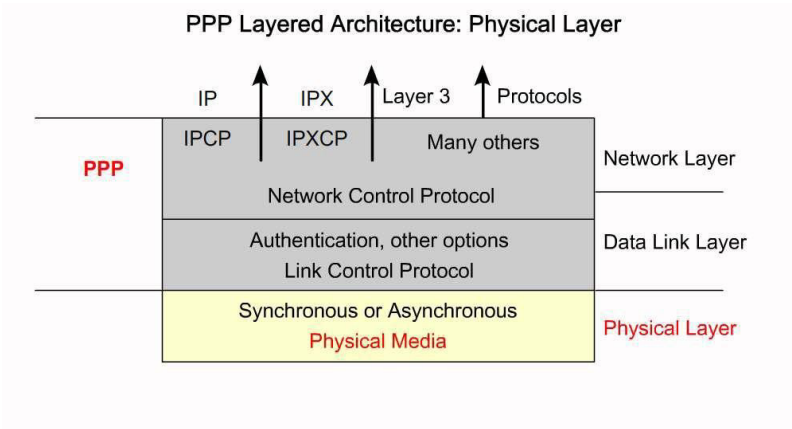 PPP Layered Architecture: Physical Layer
IP IPX Layer 3 Protocols
IPCP IPXCP Many others
PPP
Network Layer
Network Control Protocol
Authentication, other options
Data Link Layer
Link Control Protocol
Synchronous or Asynchronous
Physical Layer
Physical Media